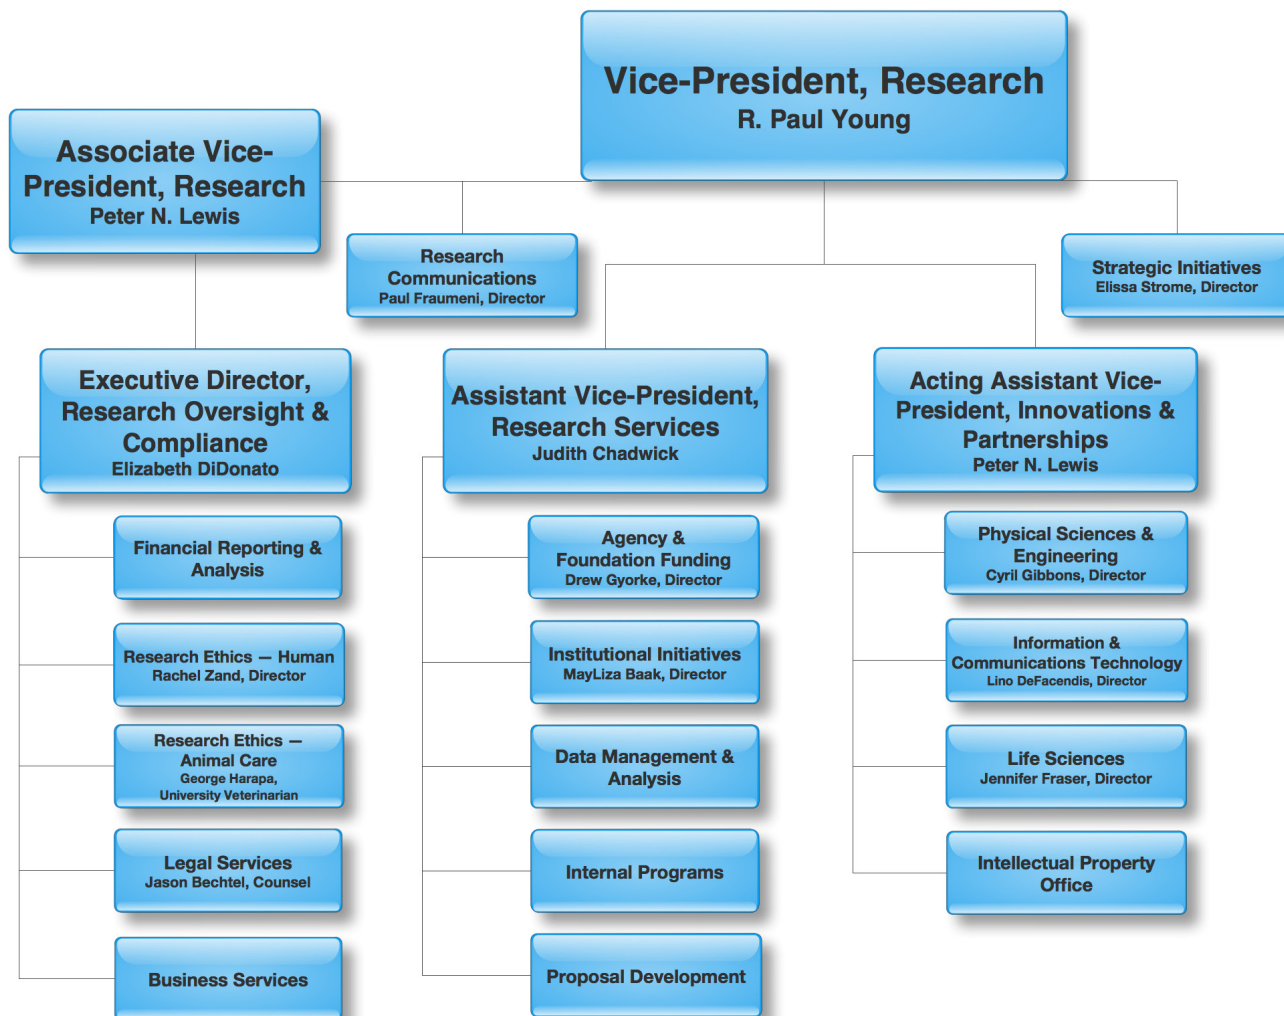 Vice-President, Research
R. Paul Young
Associate Vice-
President, Research
Peter N. Lewis
Research
Communications
Paul Fraumeni, Director
Strategic Initiatives
Elissa Strome, Director
Executive Director,
Research Oversight &
Compliance
Elizabeth DiDonato
Financial Reporting &
Analysis
Research Ethics — Human
Rachel Zand, Director
Research Ethics —
Animal Care
George Harapa,
University Veterinarian
Legal Services
Jason Bechtel, Counsel
Business Services
Assistant Vice-President,
Research Services
Judith Chadwick
Agency &
Foundation Funding
Drew Gyorke, Director
Institutional Initiatives
MayLiza Baak, Director
Data Management &
Analysis
Internal Programs
Proposal Development
Acting Assistant Vice-
President, Innovations &
Partnerships
Peter N. Lewis
Physical Sciences &
Engineering
Cyril Gibbons, Director
Information &
Communications Technology
Lino DeFacendis, Director
Life Sciences
Jennifer Fraser, Director
Intellectual Property
Office